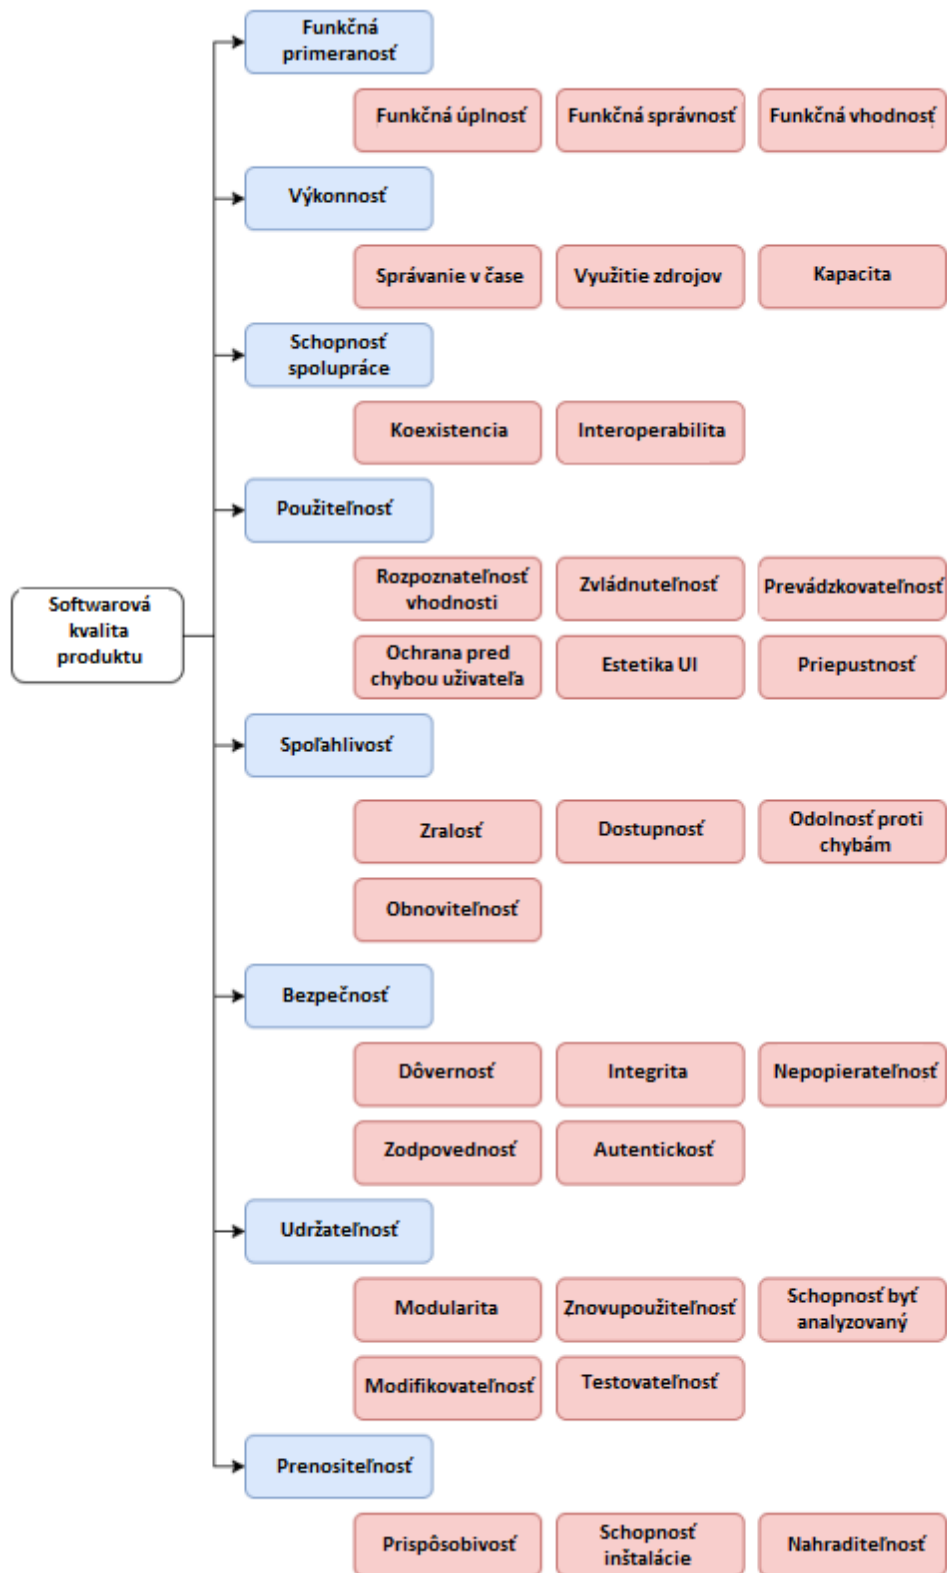 Funkčná
primeranosť
Funkčná úplnosť
Funkčná správnosť
Funkčná vhodnosť
Výkonnosť
Správanie v čase
Využitie zdrojov
Kapacita
Schopnosť
spolupráce
Koexistencia
Interoperabilita
Použiteľnosť
Rozpoznateľnosť
vhodnosti
Zvládnuteľnosť
Prevádzkovateľnosť
Softwarová
kvalita
produktu
Ochrana pred
chybou uživateľa
Estetika UI
Priepustnosť
Spoľahlivosť
Zralosť
Dostupnosť
Odolnosť proti
chybám
Obnoviteľnosť
Bezpečnosť
Dôvernosť
Integrita
Nepopierateľnosť
Zodpovednosť
Autentickosť
Udržateľnosť
Modularita
Znovupoužiteľnosť
Schopnosť byť
analyzovaný
Modifikovateľnosť
Testovateľnosť
Prenositeľnosť
Prispôsobivosť
Schopnosť
inštalácie
Nahraditeľnosť